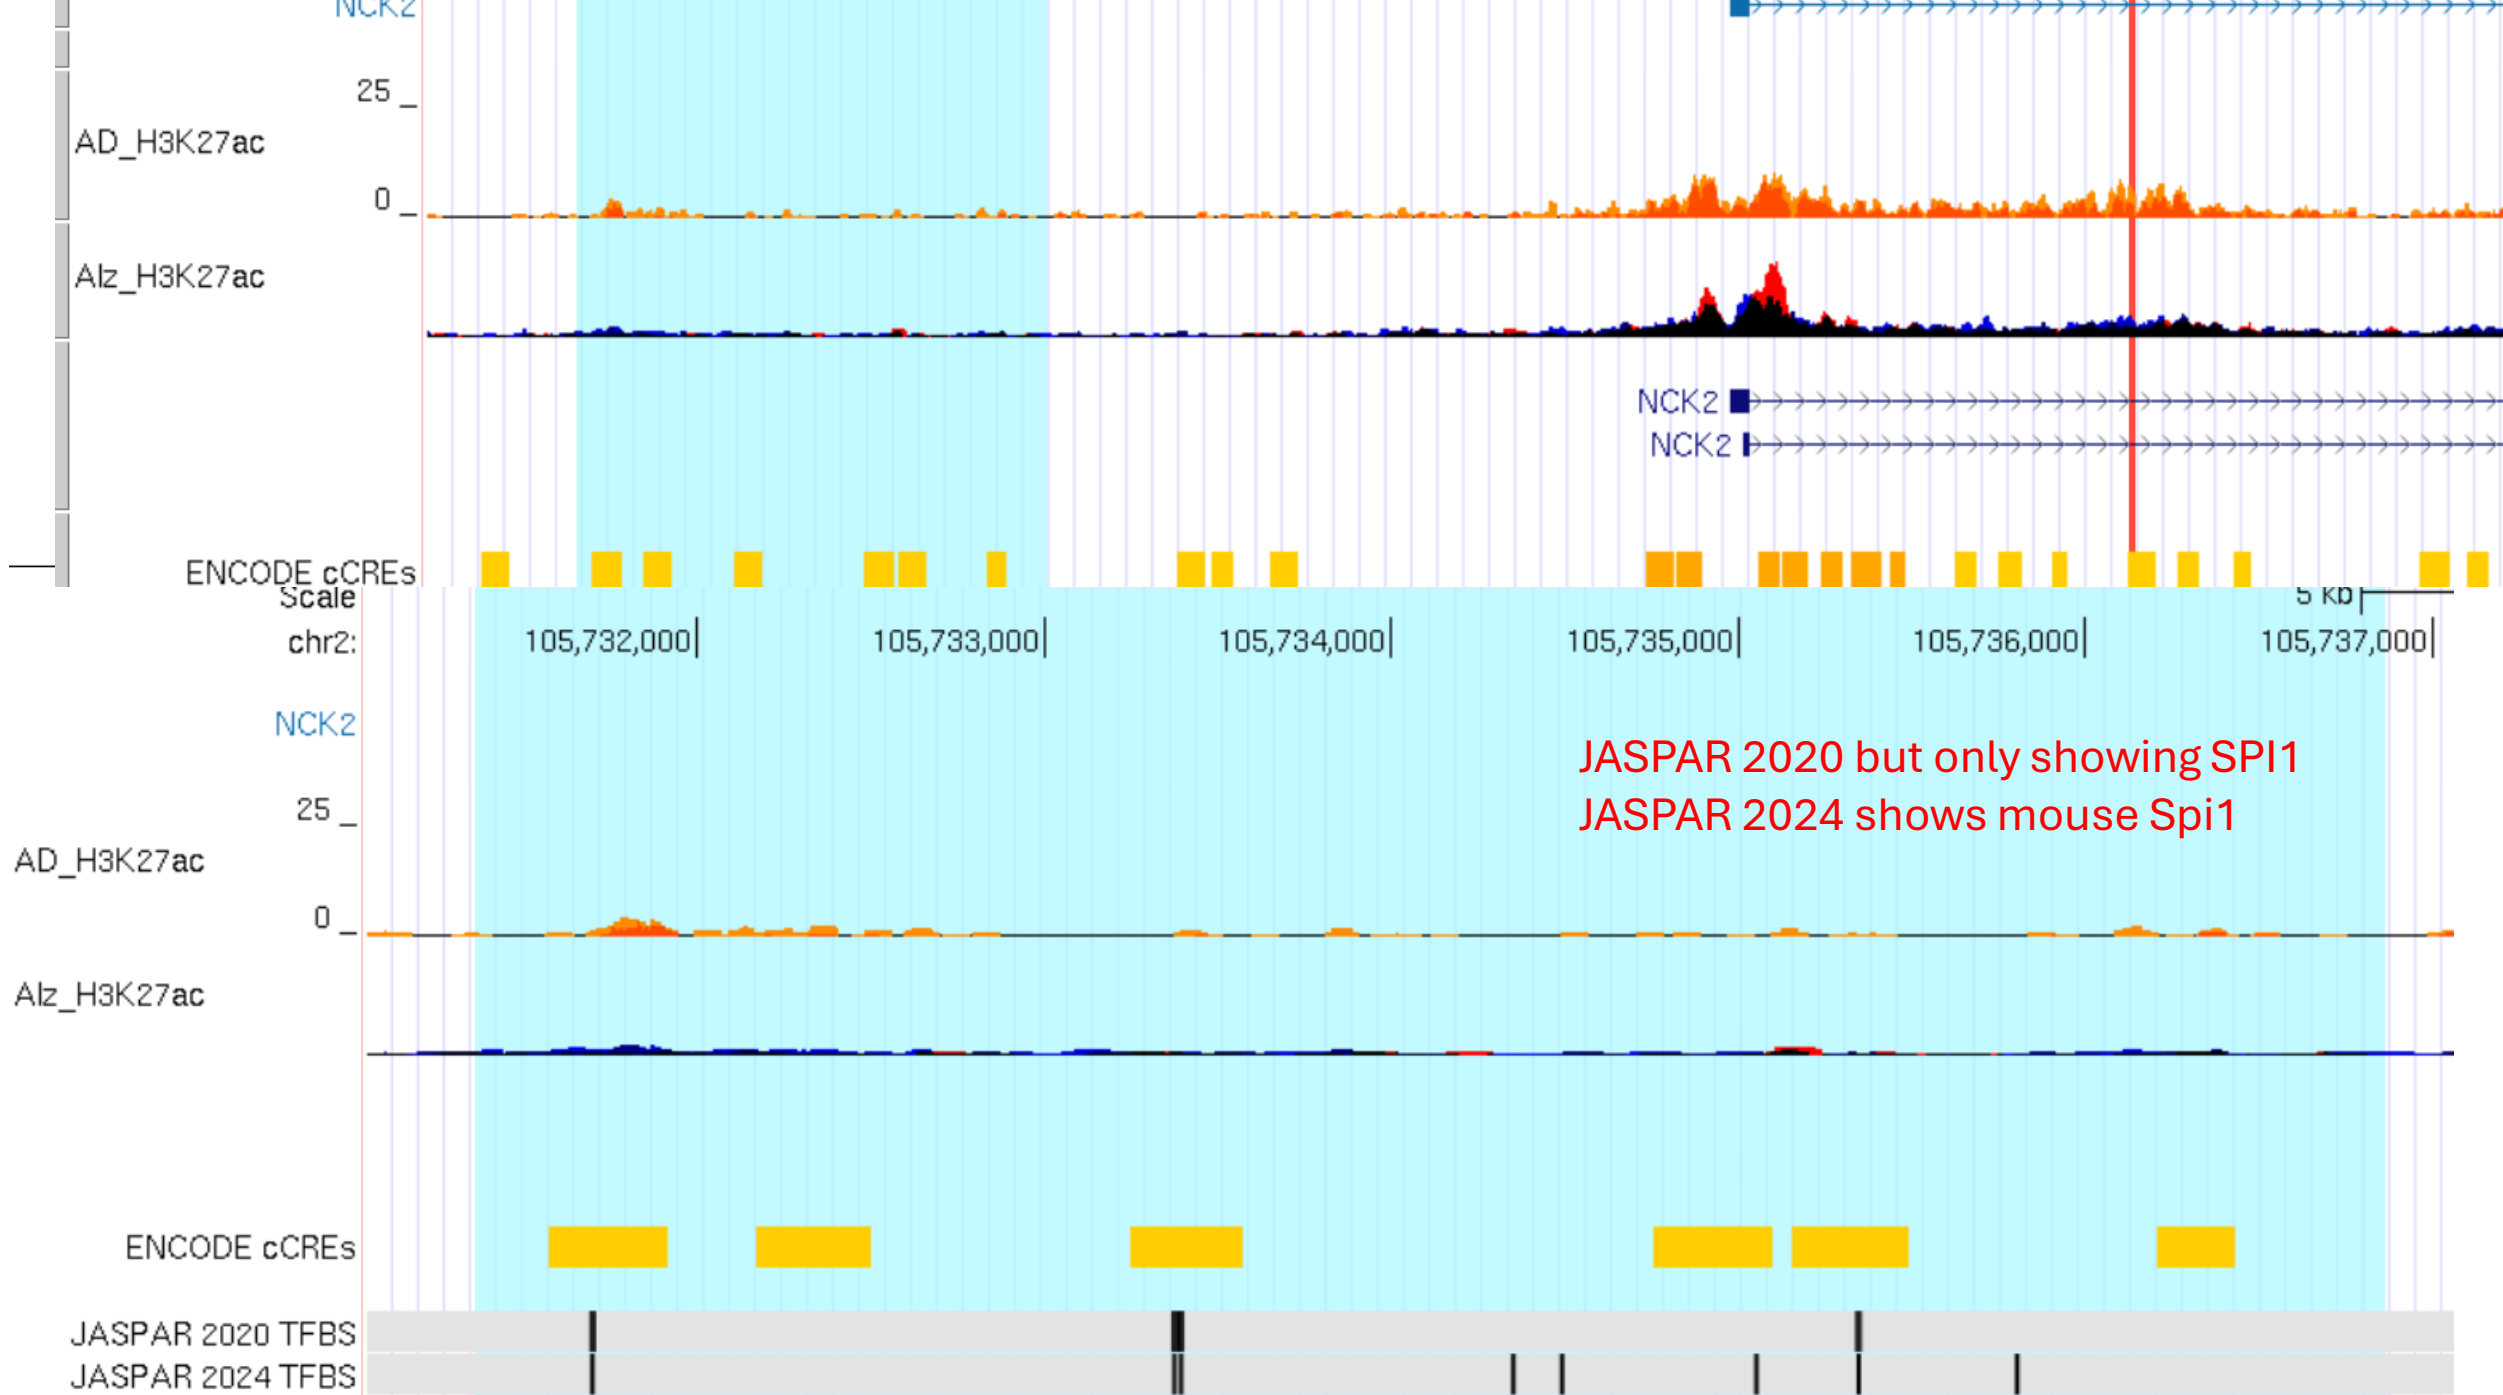 NCK2
25
AD_H3K27ac
0
Alz_H3K27ac
NCK2
NCK2
ENCODE cCREs
Scale
5 kb
chr2:
105,732,000
105,733,000
105,734,000
105,735,000
105,736,000
105,737,000
NCK2
JASPAR 2020 but only showing SPI1
JASPAR 2024 shows mouse Spi1
25
AD_H3K27ac
0
Alz_H3K27ac
ENCODE cCREs
JASPAR 2020 TFBS
JASPAR 2024 TFBS